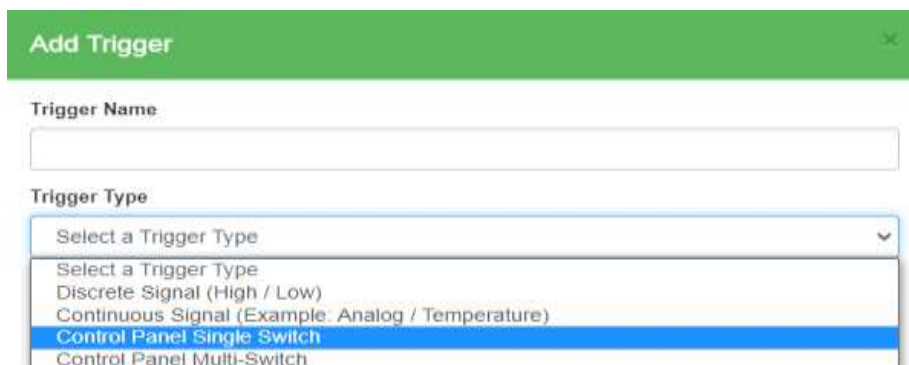 Add Trigger
×
Trigger Name
Trigger Type
Select a Trigger Type
Select a Trigger Type
Discrete Signal (High / Low)
Continuous Signal (Example: Analog / Temperature)
Control Panel Single Switch
Control Panel Multi-Switch